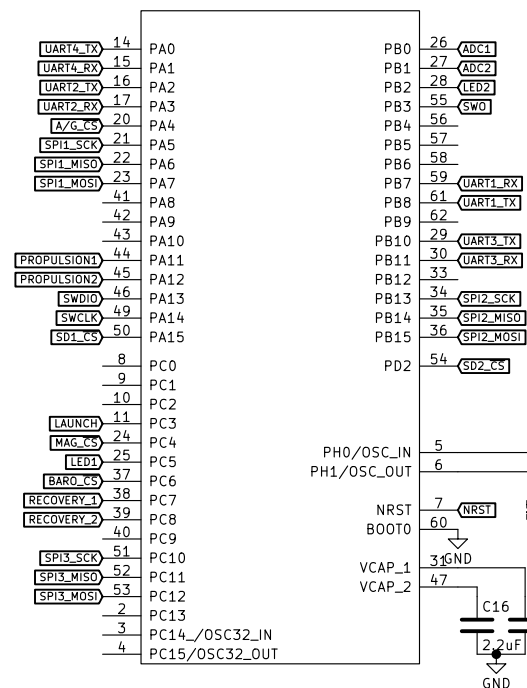 UART4_TX 14 PA0 PB0 26 ADC1
UART4_RX 15 PA1 PB1 27 ADC2
UART2_TX 16 PA2 PB2 28 LED2
UART2_RX 17 PA3 PB3 55 SWO
A/G_CS 20 PA4 PB4 56
SPI1_SCK 21 PA5 PB5 57
SPI1_MISO 22 PA6 PB6 58
SPI1_MOSI 23 PA7 PB7 59 UART1_RX
41 PA8 PB8 61 UART1_TX
42 PA9 PB9 62
43 PA10 PB10 29 UART3_TX
PROPULSION1 44 PA11 PB11 30 UART3_RX
PROPULSION2 45 PA12 PB12 33
SWDIO 46 PA13 PB13 34 SPI2_SCK
SWCLK 49 PA14 PB14 35 SPI2_MISO
SD1_CS 50 PA15 PB15 36 SPI2_MOSI
8 PC0 PD2 54 SD2_CS
9 PC1
10 PC2
LAUNCH 11 PC3
MAG_CS 24 PC4 PH0/OSC_IN 5
LED1 25 PC5 PH1/OSC_OUT 6
BARO_CS 37 PC6
RECOVERY_1 38 PC7 NRST 7 NRST
RECOVERY_2 39 PC8 BOOT0 60
40 PC9 GND
SPI3_SCK 51 PC10 VCAP_1 31
SPI3_MISO 52 PC11 VCAP_2 47
SPI3_MOSI 53 PC12
2 PC13 C16
3 PC14_/OSC32_IN
4 PC15/OSC32_OUT 2.2uF
GND